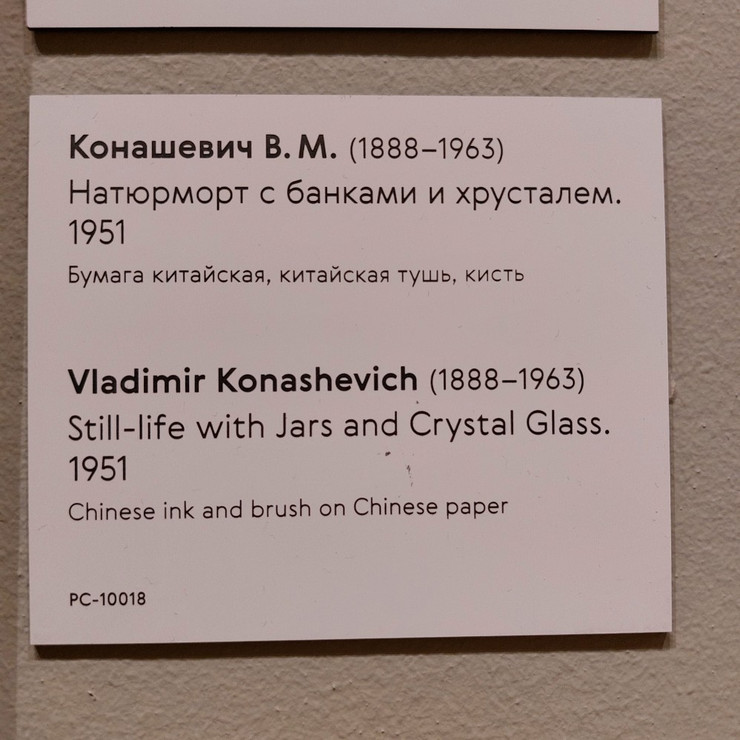 Конашевич В. М. (1888–1963)
Натюрморт с банками и хрусталем.
1951
Бумага китайская, китайская тушь, кисть
Vladimir Konashevich (1888–1963)
Still-life with Jars and Crystal Glass.
1951
Chinese ink and brush on Chinese paper
РС-10018